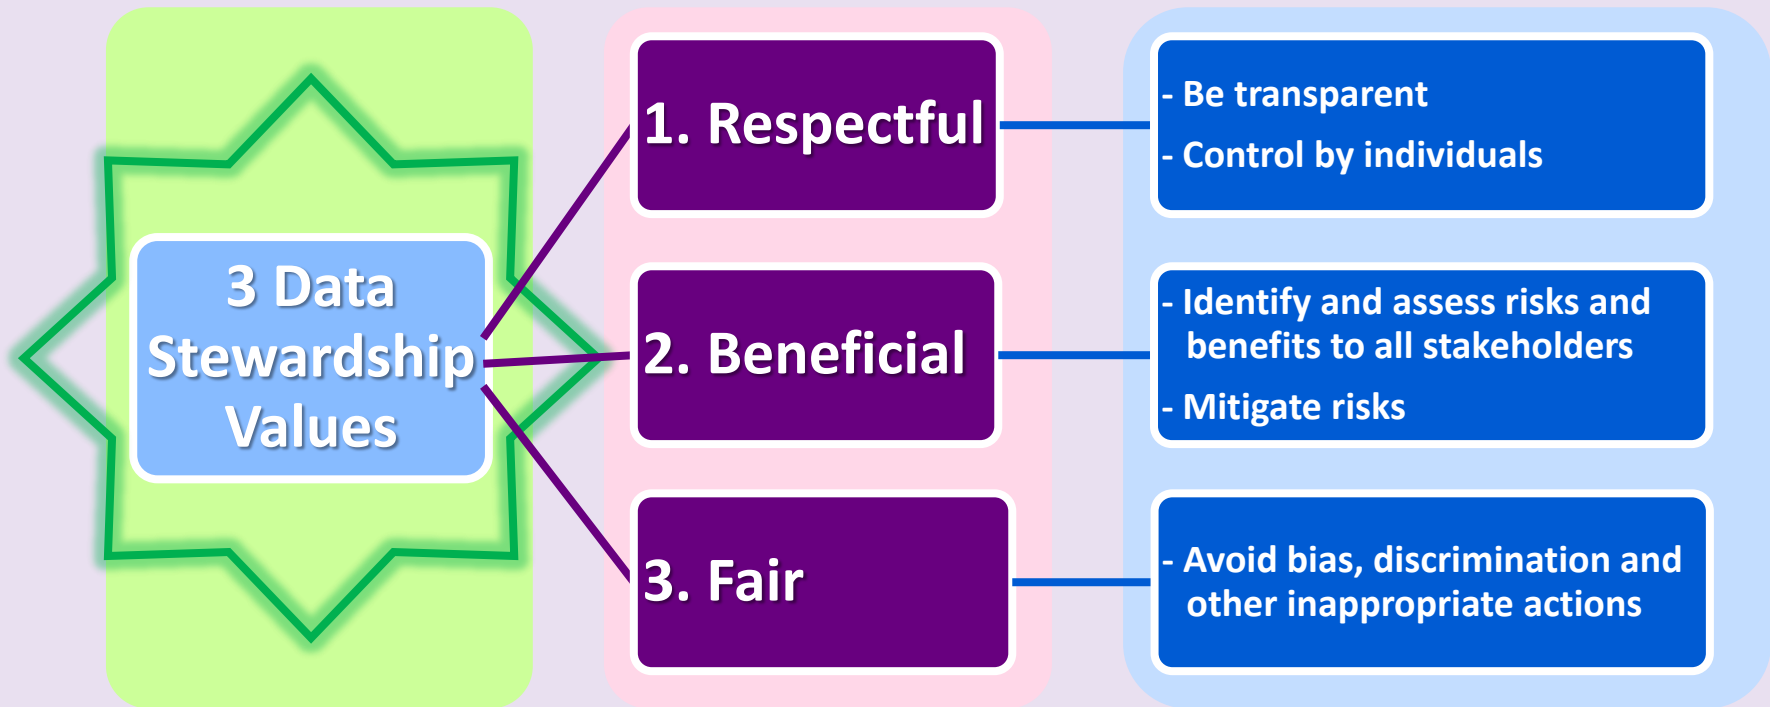 3 Data
Stewardship
Values
1. Respectful
- Be transparent
- Control by individuals
2. Beneficial
- Identify and assess risks and
benefits to all stakeholders
- Mitigate risks
3. Fair
- Avoid bias, discrimination and
other inappropriate actions